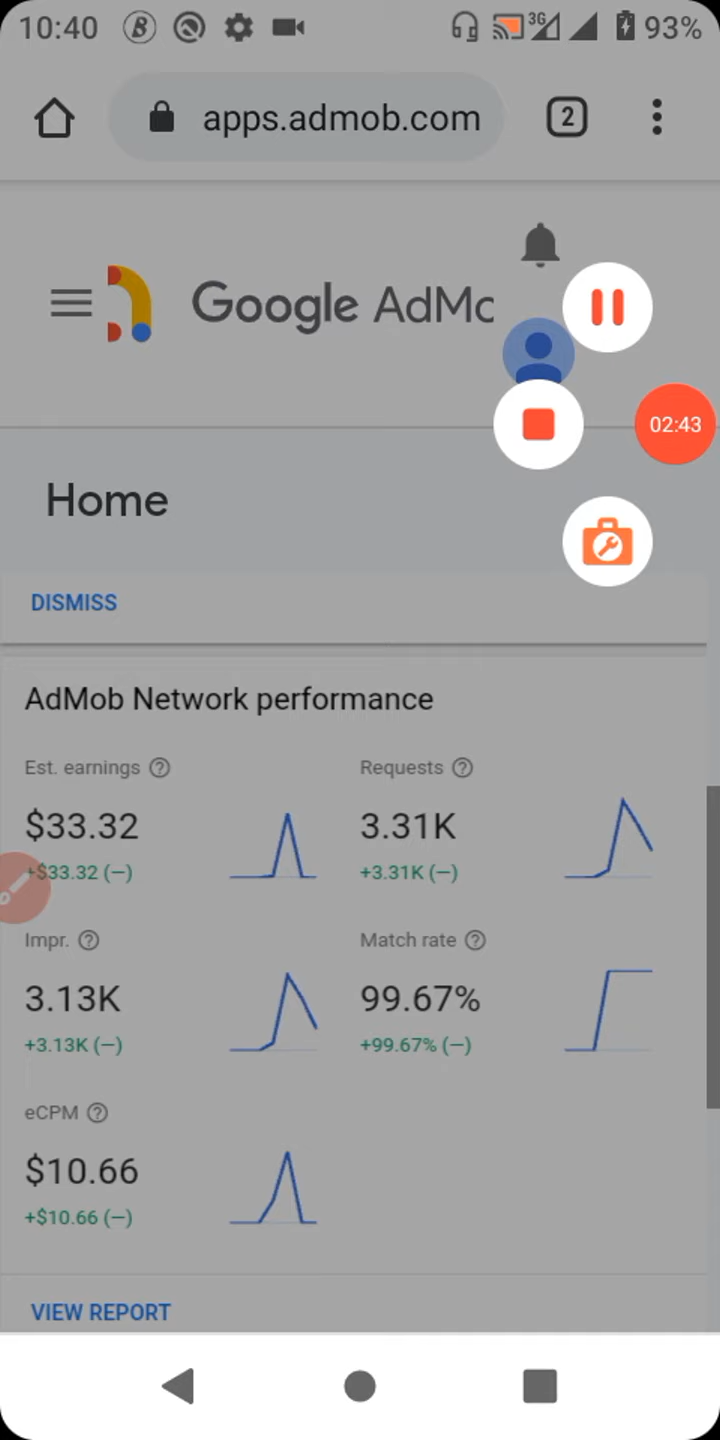 10:40
3G
93%
apps.admob.com
2
Google AdMo
02:43
Home
DISMISS
AdMob Network performance
Est. earnings
Requests
$33.32
3.31K
+$33.32 (—)
+3.31K (—)
Impr.
Match rate
3.13K
99.67%
+3.13K (—)
+99.67% (—)
eCPM
$10.66
+$10.66 (—)
VIEW REPORT